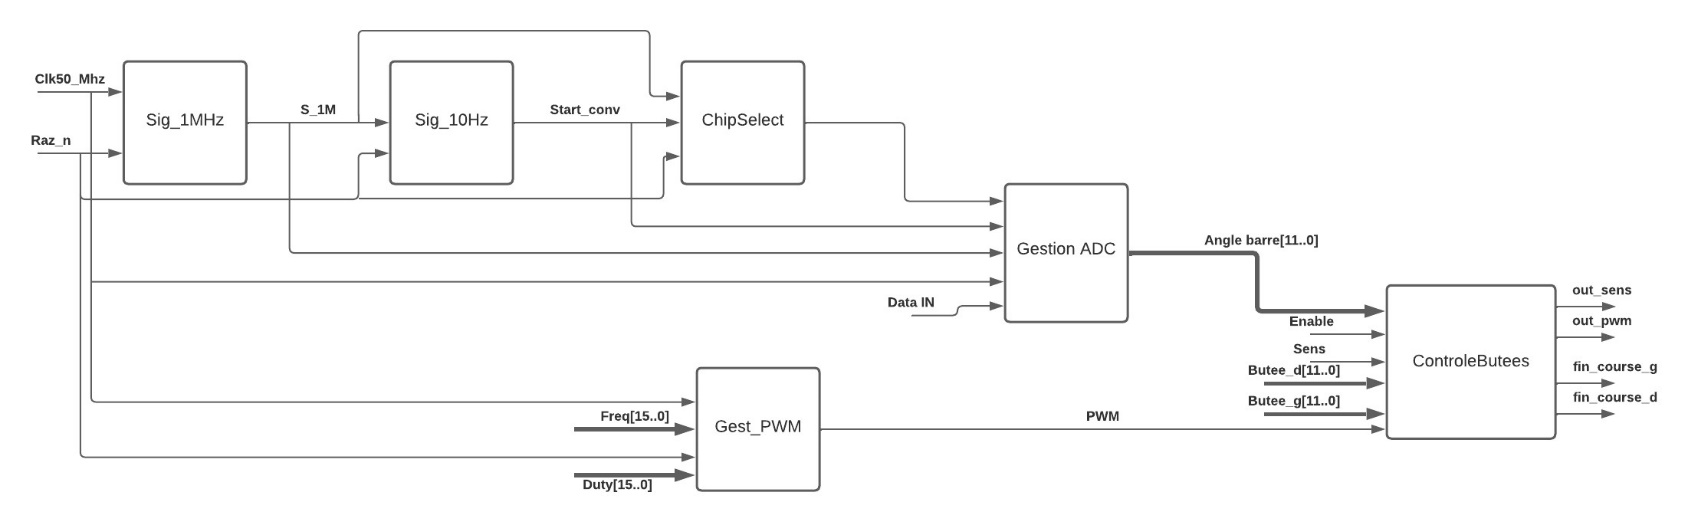 Clk50_Mhz
Raz_n
Sig_1MHz
S_1M
Sig_10Hz
Start_conv
ChipSelect
Gestion ADC
Data IN
Angle barre[11..0]
Enable
Sens
Butee_d[11..0]
Butee_g[11..0]
ControleButees
out_sens
out_pwm
fin_course_g
fin_course_d
Freq[15..0]
Gest_PWM
PWM
Duty[15..0]